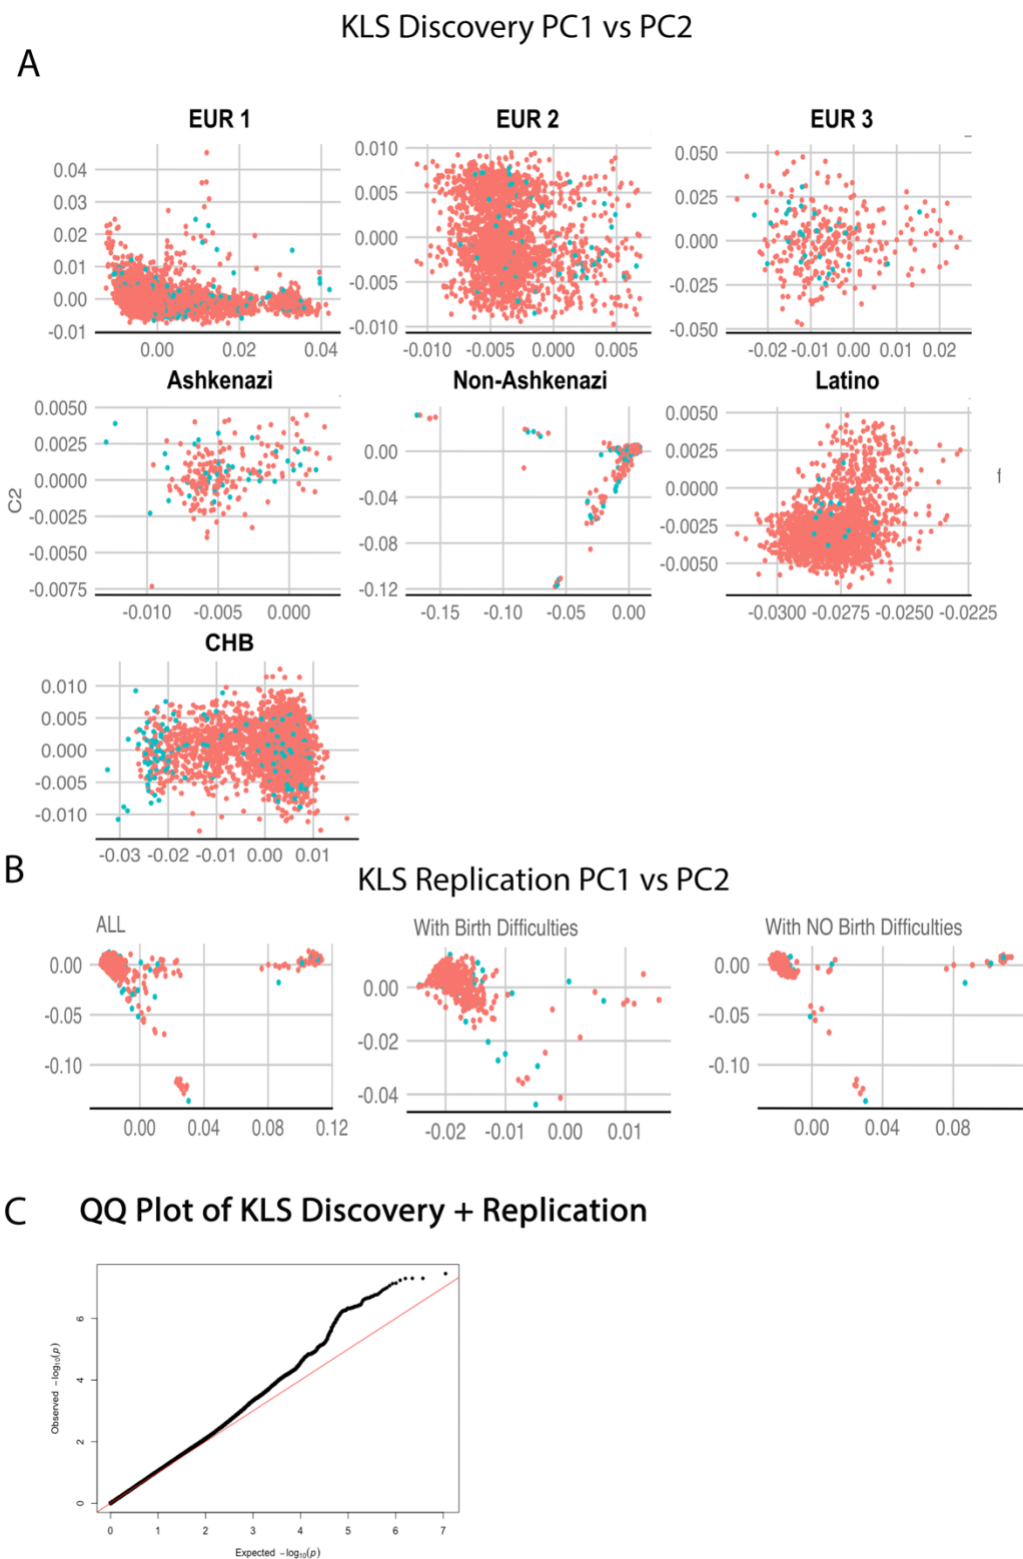 KLS Discovery PC1 vs PC2
A
EUR 1
EUR 2
EUR 3
0.04
0.03
0.02
0.01
0.00
-0.01
0.00 0.02 0.04
0.010
0.005
0.000
-0.005
-0.010
-0.010 -0.005 0.000 0.005
0.050
0.025
0.000
-0.025
-0.050
-0.02 -0.01 0.00 0.01 0.02
Ashkenazi
Non-Ashkenazi
Latino
C2
0.0050
0.0025
0.0000
-0.0025
-0.0050
-0.0075
-0.010 -0.005 0.000
0.00
-0.04
-0.08
-0.12
-0.15 -0.10 -0.05 0.00
0.0050
0.0025
0.0000
-0.0025
-0.0050
-0.0300 -0.0275 -0.0250 -0.0225
CHB
0.010
0.005
0.000
-0.005
-0.010
-0.03 -0.02 -0.01 0.00 0.01
B
KLS Replication PC1 vs PC2
ALL
With Birth Difficulties
With NO Birth Difficulties
0.00
-0.05
-0.10
0.00 0.04 0.08 0.12
0.00
-0.02
-0.04
-0.02 -0.01 0.00 0.01
0.00
-0.05
-0.10
0.00 0.04 0.08
C
QQ Plot of KLS Discovery + Replication
Observed −log10(p)
6
4
2
0
0 1 2 3 4 5 6 7
Expected −log10(p)